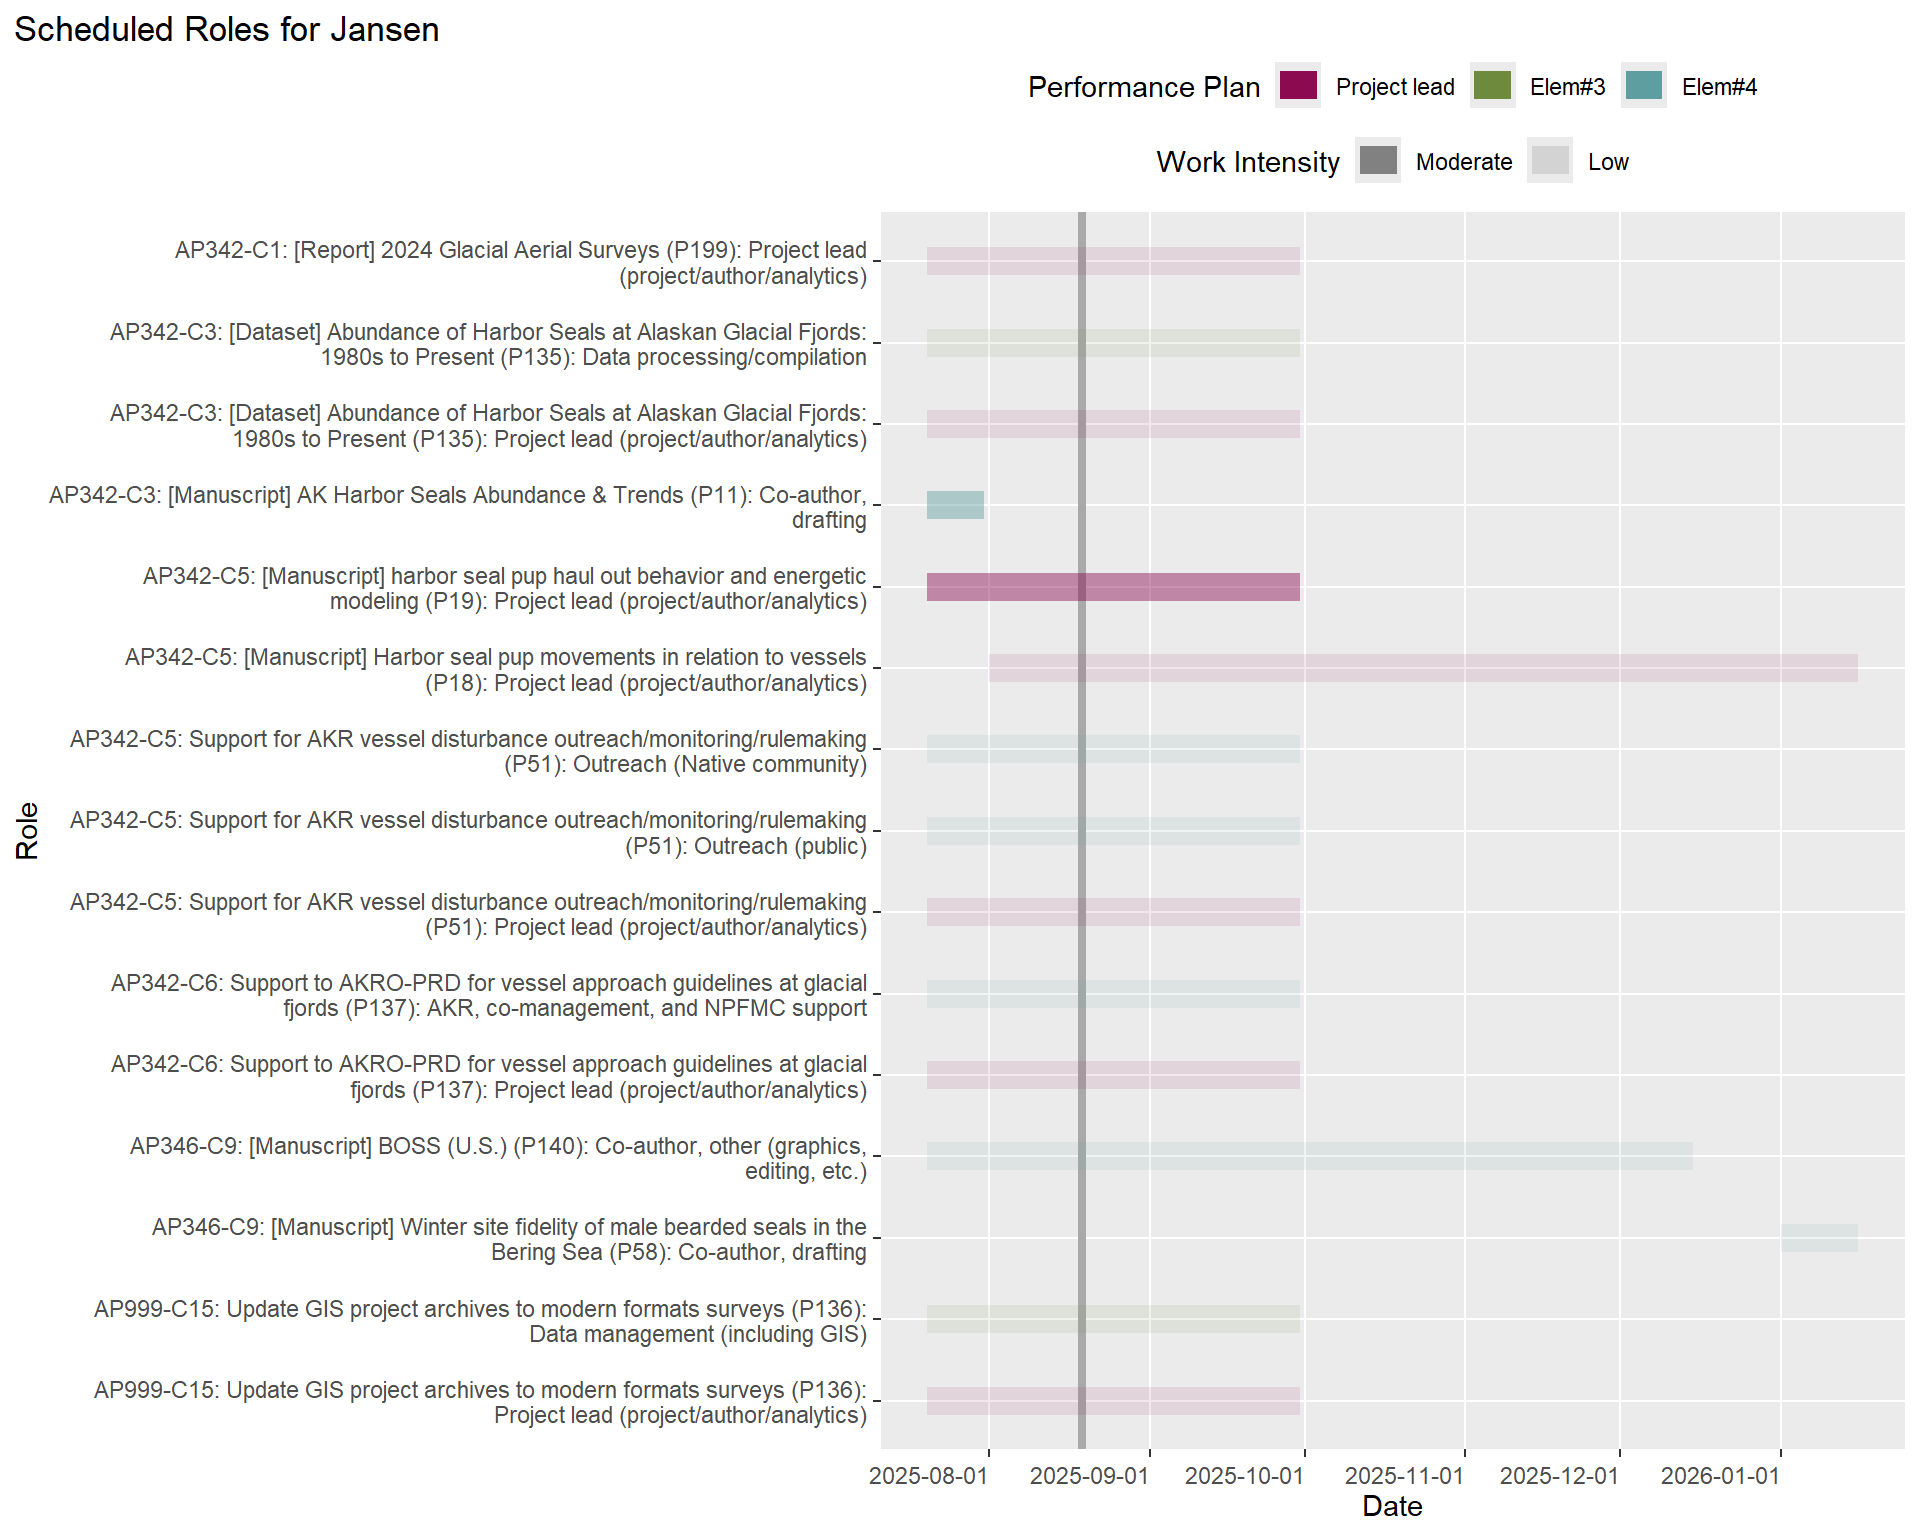 Scheduled Roles for Jansen
Performance Plan Project lead Elem#3 Elem#4
Work Intensity Moderate Low
AP342-C1: [Report] 2024 Glacial Aerial Surveys (P199): Project lead
(project/author/analytics)
AP342-C3: [Dataset] Abundance of Harbor Seals at Alaskan Glacial Fjords:
1980s to Present (P135): Data processing/compilation
AP342-C3: [Dataset] Abundance of Harbor Seals at Alaskan Glacial Fjords:
1980s to Present (P135): Project lead (project/author/analytics)
AP342-C3: [Manuscript] AK Harbor Seals Abundance & Trends (P11): Co-author,
drafting
AP342-C5: [Manuscript] harbor seal pup haul out behavior and energetic
modeling (P19): Project lead (project/author/analytics)
AP342-C5: [Manuscript] Harbor seal pup movements in relation to vessels
(P18): Project lead (project/author/analytics)
AP342-C5: Support for AKR vessel disturbance outreach/monitoring/rulemaking
(P51): Outreach (Native community)
AP342-C5: Support for AKR vessel disturbance outreach/monitoring/rulemaking
(P51): Outreach (public)
AP342-C5: Support for AKR vessel disturbance outreach/monitoring/rulemaking
(P51): Project lead (project/author/analytics)
AP342-C6: Support to AKRO-PRD for vessel approach guidelines at glacial
fjords (P137): AKR, co-management, and NPFMC support
AP342-C6: Support to AKRO-PRD for vessel approach guidelines at glacial
fjords (P137): Project lead (project/author/analytics)
AP346-C9: [Manuscript] BOSS (U.S.) (P140): Co-author, other (graphics,
editing, etc.)
AP346-C9: [Manuscript] Winter site fidelity of male bearded seals in the
Bering Sea (P58): Co-author, drafting
AP999-C15: Update GIS project archives to modern formats surveys (P136):
Data management (including GIS)
AP999-C15: Update GIS project archives to modern formats surveys (P136):
Project lead (project/author/analytics)
Role
2025-08-01 2025-09-01 2025-10-01 2025-11-01 2025-12-01 2026-01-01
Date